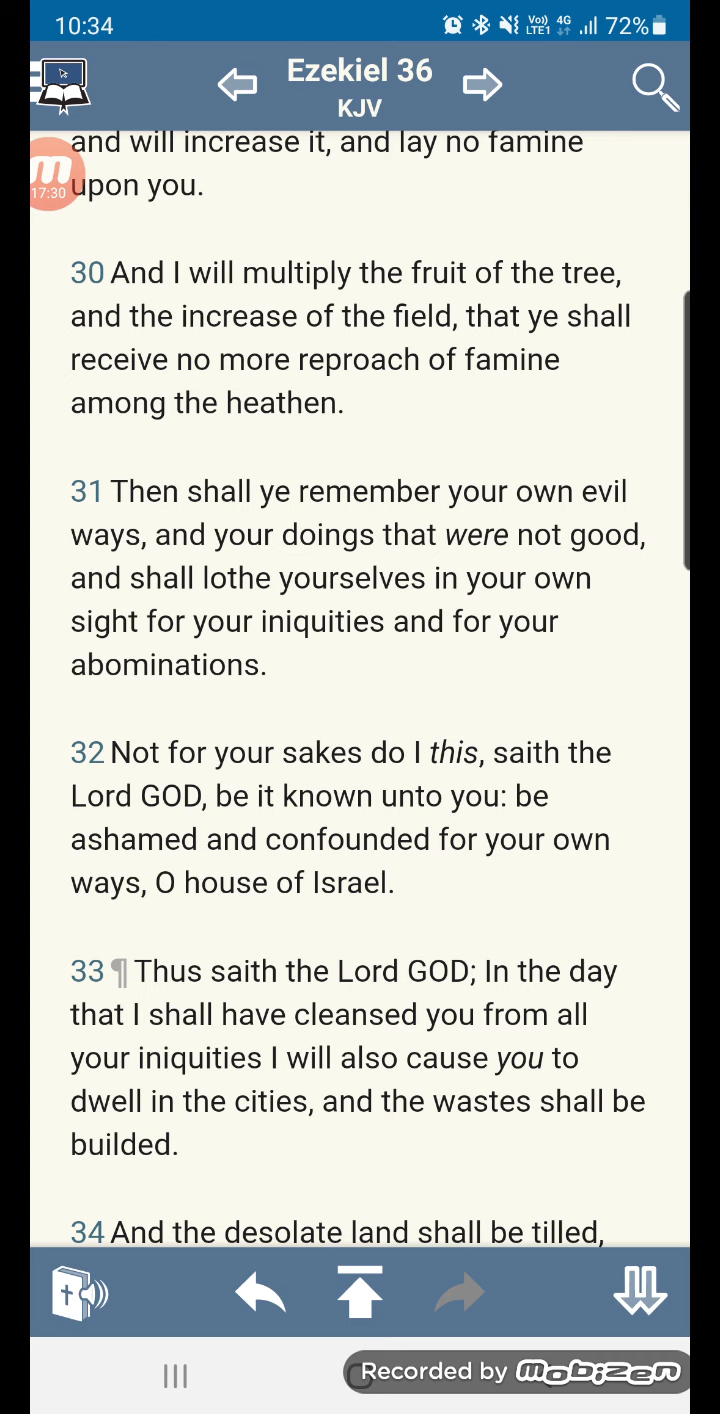 10:34
Vo)) 4G
LTE1
72%
Ezekiel 36
KJV
and will increase it, and lay no famine
17:30
upon you.
30 And I will multiply the fruit of the tree,
and the increase of the field, that ye shall
receive no more reproach of famine
among the heathen.
31 Then shall ye remember your own evil
ways, and your doings that were not good,
and shall lothe yourselves in your own
sight for your iniquities and for your
abominations.
32 Not for your sakes do I this, saith the
Lord GOD, be it known unto you: be
ashamed and confounded for your own
ways, O house of Israel.
33 ¶ Thus saith the Lord GOD; In the day
that I shall have cleansed you from all
your iniquities I will also cause you to
dwell in the cities, and the wastes shall be
builded.
34 And the desolate land shall be tilled,
Recorded by mobizen